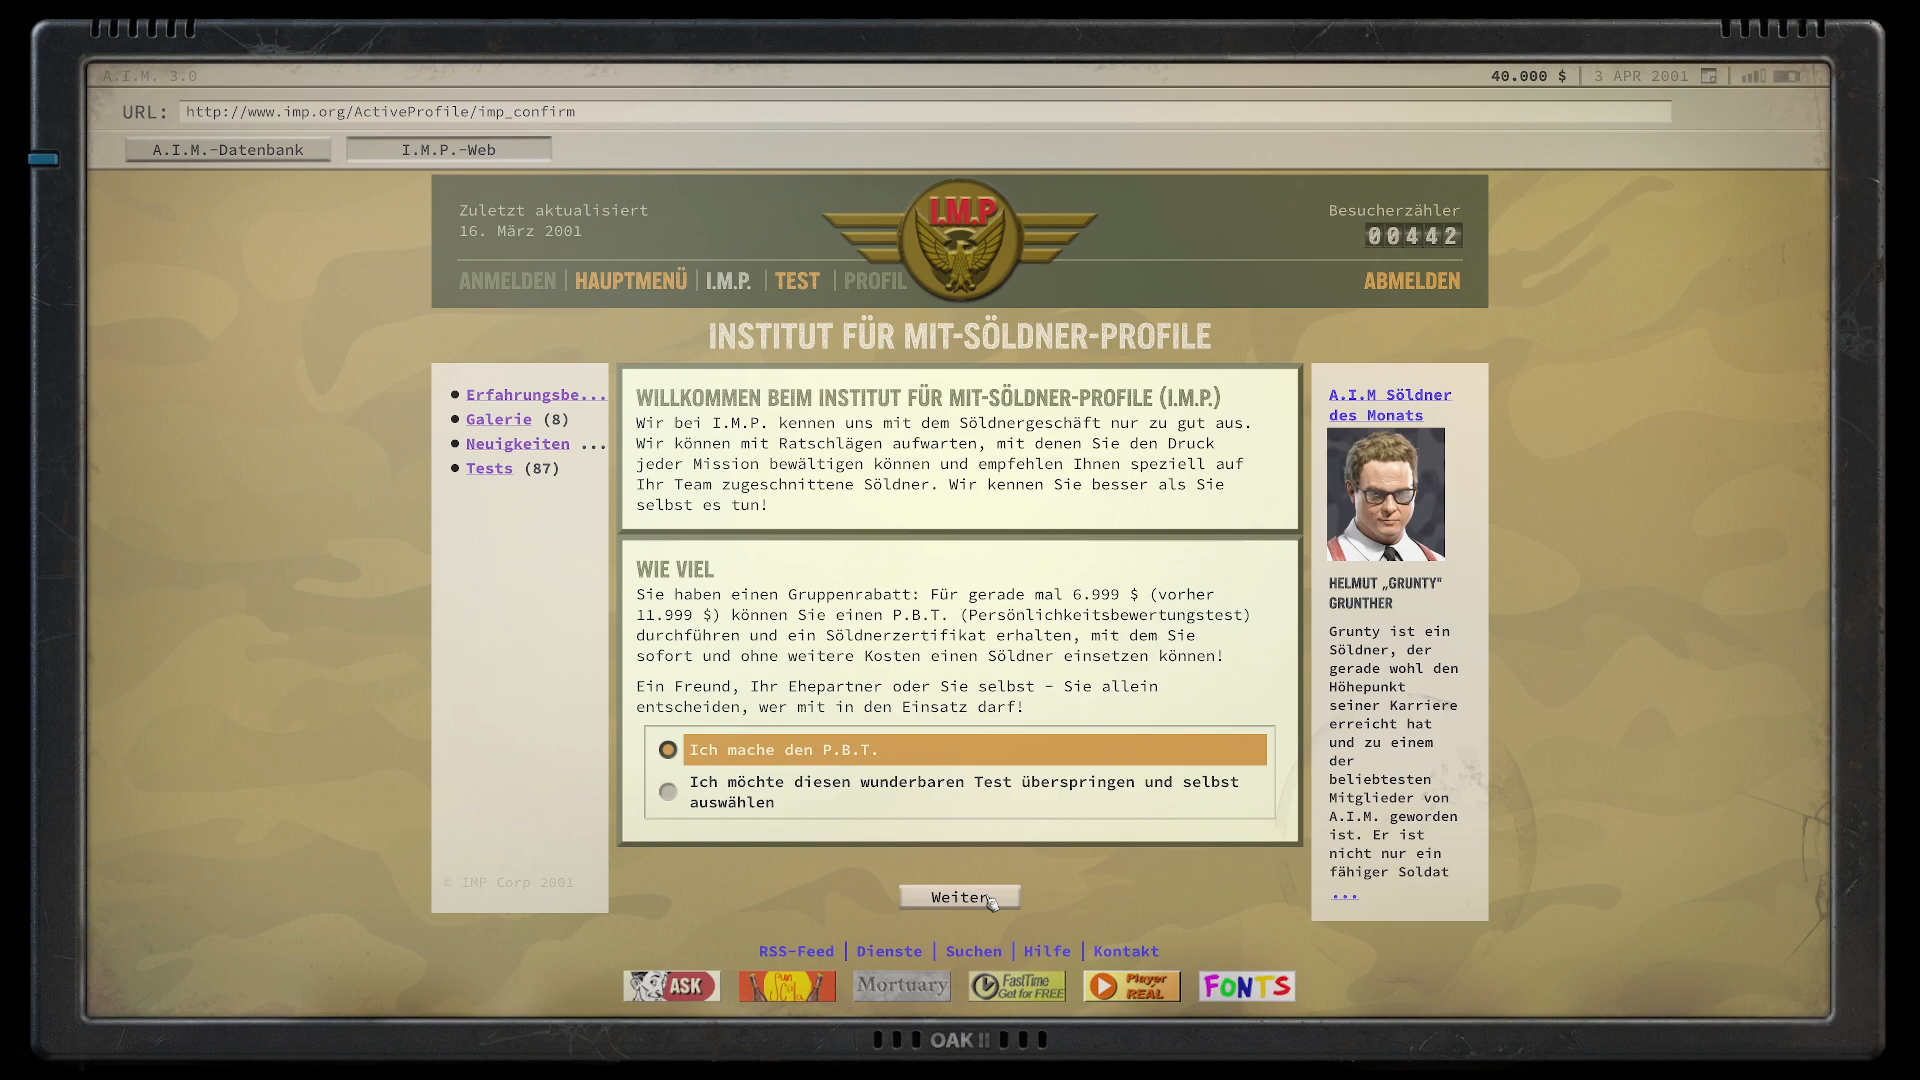 A.I.M. 3.0
40.000 $ | 3 APR 2001
URL: http://www.imp.org/ActiveProfile/imp_confirm
A.I.M.-Datenbank
I.M.P.-Web
Zuletzt aktualisiert
16. März 2001
I.M.P
Besucherzähler
00442
ANMELDEN | HAUPTMENÜ | I.M.P. | TEST | PROFIL
ABMELDEN
INSTITUT FÜR MIT-SÖLDNER-PROFILE
Erfahrungsbe...
Galerie (8)
Neuigkeiten ...
Tests (87)
© IMP Corp 2001
WILLKOMMEN BEIM INSTITUT FÜR MIT-SÖLDNER-PROFILE (I.M.P.)
Wir bei I.M.P. kennen uns mit dem Söldnergeschäft nur zu gut aus.
Wir können mit Ratschlägen aufwarten, mit denen Sie den Druck
jeder Mission bewältigen können und empfehlen Ihnen speziell auf
Ihr Team zugeschnittene Söldner. Wir kennen Sie besser als Sie
selbst es tun!
WIE VIEL
Sie haben einen Gruppenrabatt: Für gerade mal 6.999 $ (vorher
11.999 $) können Sie einen P.B.T. (Persönlichkeitsbewertungstest)
durchführen und ein Söldnerzertifikat erhalten, mit dem Sie
sofort und ohne weitere Kosten einen Söldner einsetzen können!
Ein Freund, Ihr Ehepartner oder Sie selbst – Sie allein
entscheiden, wer mit in den Einsatz darf!
Ich mache den P.B.T.
Ich möchte diesen wunderbaren Test überspringen und selbst
auswählen
Weiter
A.I.M Söldner
des Monats
HELMUT „GRUNTY"
GRUNTHER
Grunty ist ein
Söldner, der
gerade wohl den
Höhepunkt
seiner Karriere
erreicht hat
und zu einem
der
beliebtesten
Mitglieder von
A.I.M. geworden
ist. Er ist
nicht nur ein
fähiger Soldat
...
RSS-Feed | Dienste | Suchen | Hilfe | Kontakt
ASK
Mortuary
FastTime
Get for FREE
Player
REAL
FONTS
OAK II